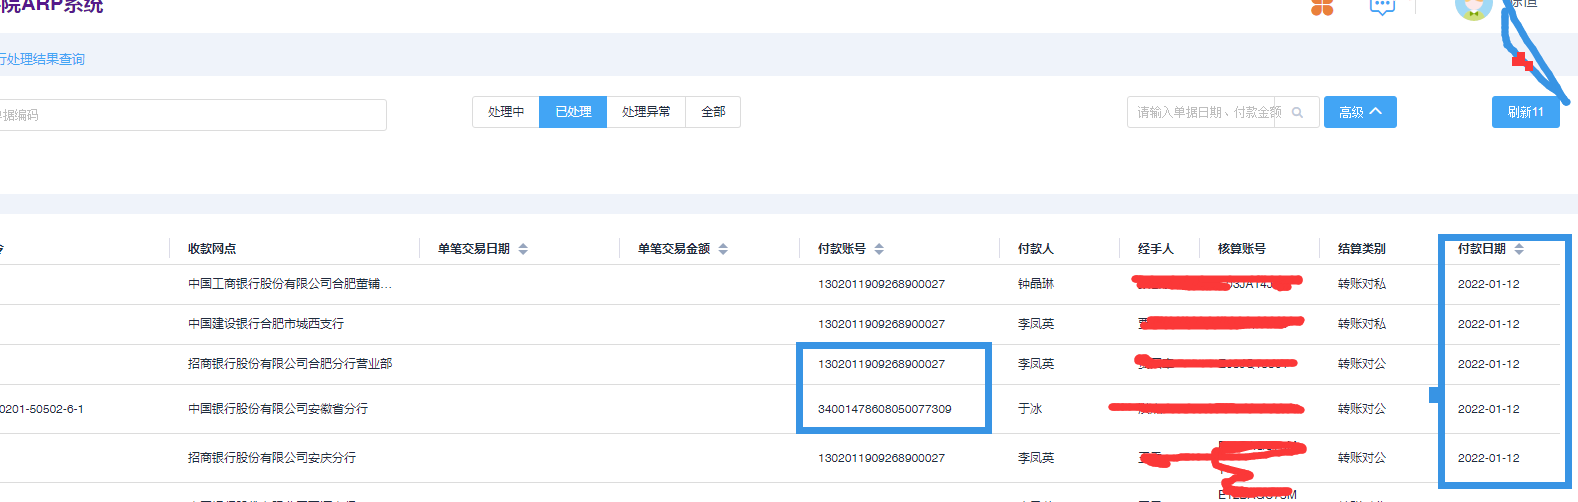 院ARP系统
行处理结果查询
单据编码 处理中 已处理 处理异常 全部 请输入单据日期、付款金额 高级 刷新11
收款网点 单笔交易日期 单笔交易金额 付款账号 付款人 经手人 核算账号 结算类别 付款日期
中国工商银行股份有限公司合肥董铺... 1302011909268900027 钟晶琳 转账对私 2022-01-12
中国建设银行合肥市城西支行 1302011909268900027 李凤英 转账对私 2022-01-12
招商银行股份有限公司合肥分行营业部 1302011909268900027 李凤英 转账对公 2022-01-12
0201-50502-6-1 中国银行股份有限公司安徽省分行 34001478608050077309 于冰 转账对公 2022-01-12
招商银行股份有限公司安庆分行 1302011909268900027 李凤英 转账对公 2022-01-12